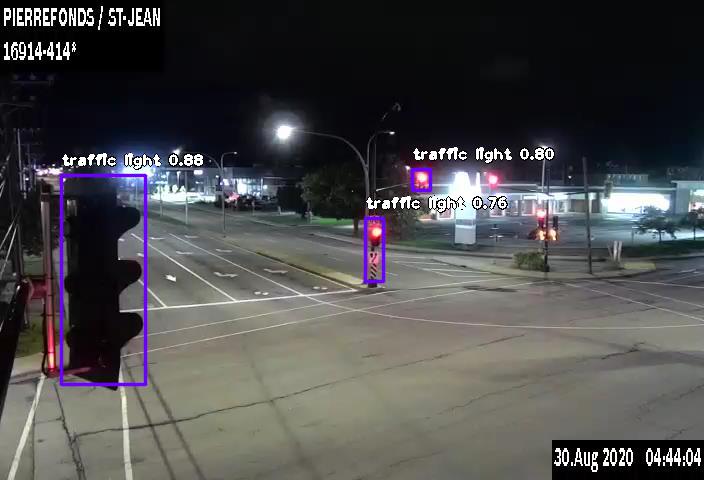 PIERREFONDS / ST-JEAN
16914-414*
traffic light 0.88
traffic light 0.80
traffic light 0.76
30.Aug 2020 04:44:04